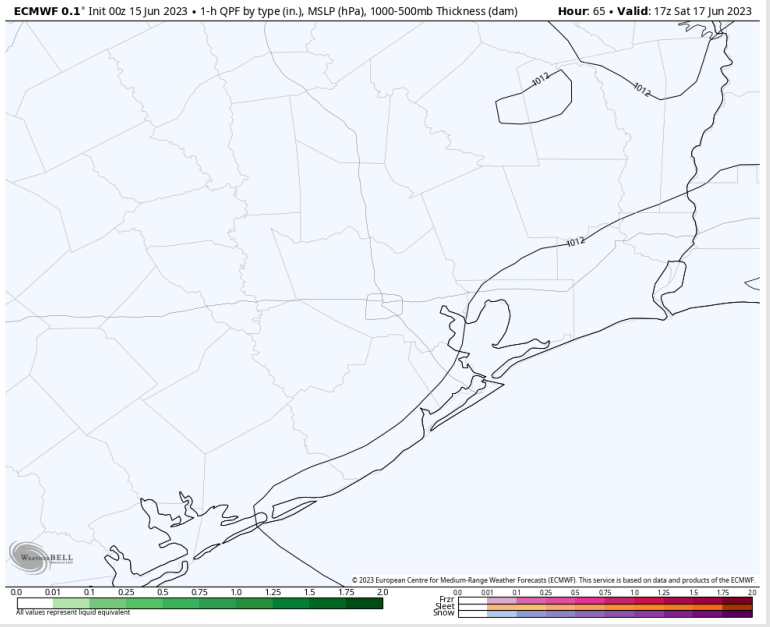 ECMWF 0.1° Init 00z 15 Jun 2023 • 1-h QPF by type (in.), MSLP (hPa), 1000-500mb Thickness (dam) Hour: 65 • Valid: 17z Sat 17 Jun 2023
1012
1012
1012
WEATHERBELL
© 2023 European Centre for Medium-Range Weather Forecasts (ECMWF). This service is based on data and products of the ECMWF.
0.0 0.01 0.1 0.25 0.5 0.75 1.0 1.25 1.5 1.75 2.0
All values represent liquid equivalent
0.0 0.01 0.1 0.25 0.5 0.75 1.0 1.25 1.5 1.75 2.0
Frzr
Sleet
Snow